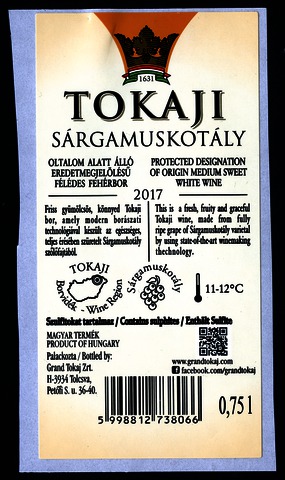 1631
TOKAJI
SÁRGAMUSKOTÁLY
OLTALOM ALATT ÁLLÓ
EREDETMEGJELÖLÉSŰ
FÉLÉDES FEHÉRBOR
PROTECTED DESIGNATION
OF ORIGIN MEDIUM SWEET
WHITE WINE
2017
Friss gyümölcsös, könnyed Tokaji
bor, amely modern borászati
technológiával készült az egészséges,
teljes érésében szüretelt Sárgamuskotály
szőlőfajtából.
This is a fresh, fruity and graceful
Tokaji wine, made from fully
ripe grape of Sárgamuskotály varietal
by using state-of-the-art winemaking
thechnology.
TOKAJI
Borvidék - Wine Region
Sárgamuskotály
11-12°C
Szulfitokat tartalmaz / Contains sulphites / Enthält Sulfite
MAGYAR TERMÉK
PRODUCT OF HUNGARY
Palackozta / Bottled by:
Grand Tokaj Zrt.
H-3934 Tolcsva,
Petőfi S. u. 36-40.
www.grandtokaj.com
facebook.com/grandtokaj
5 998812 738066
0,75 l